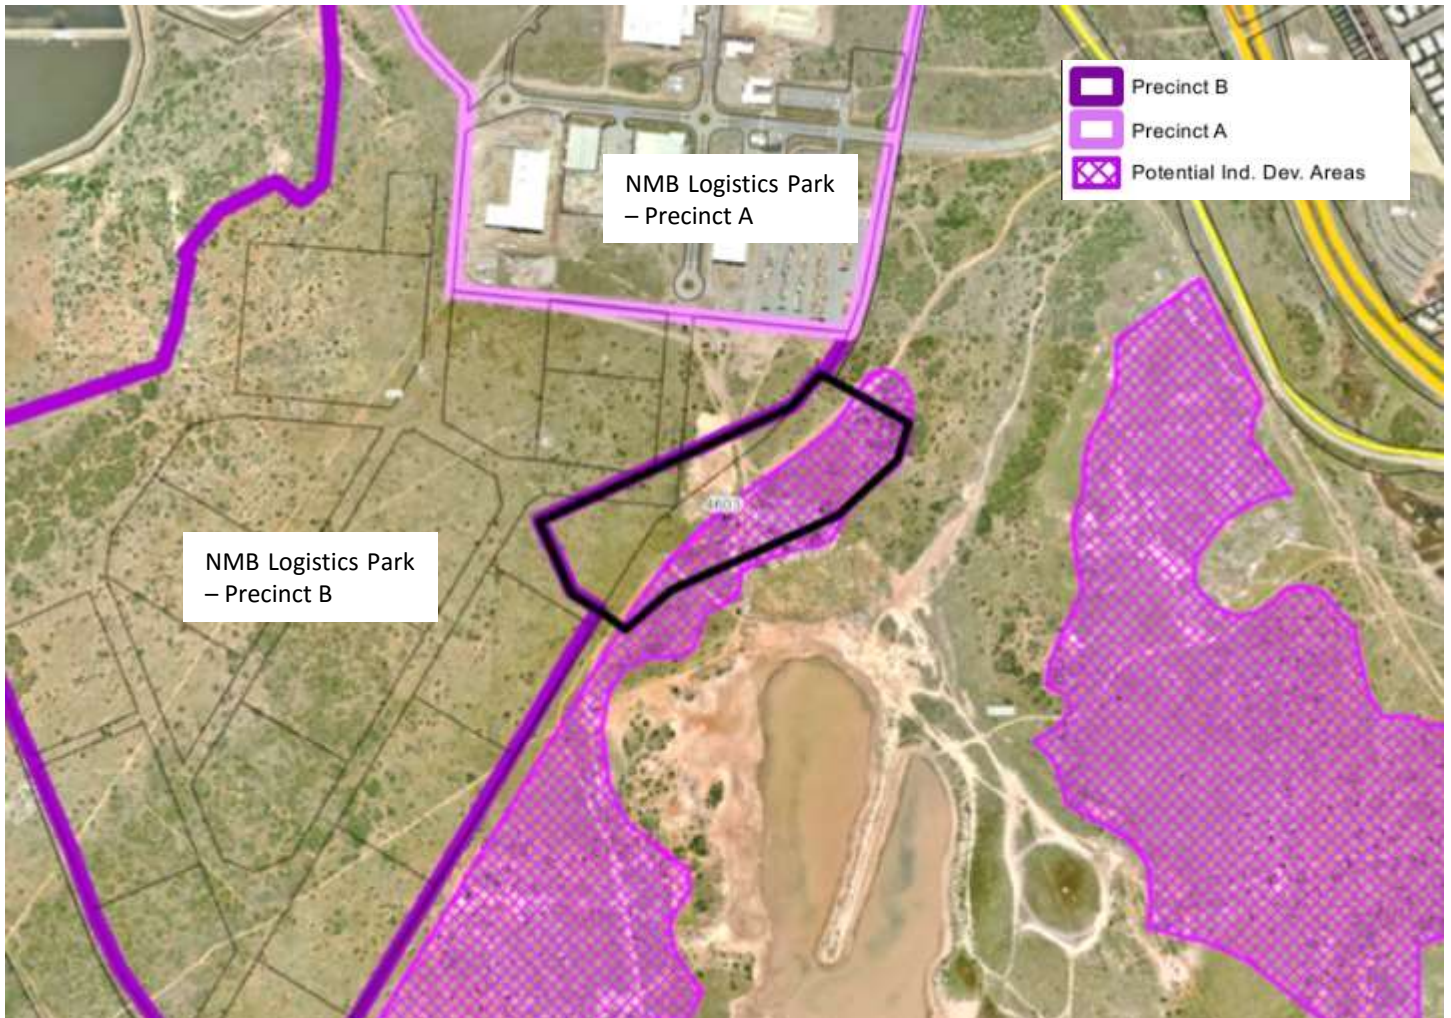 Precinct B
Precinct A
Potential Ind. Dev. Areas
NMB Logistics Park
– Precinct A
NMB Logistics Park
– Precinct B